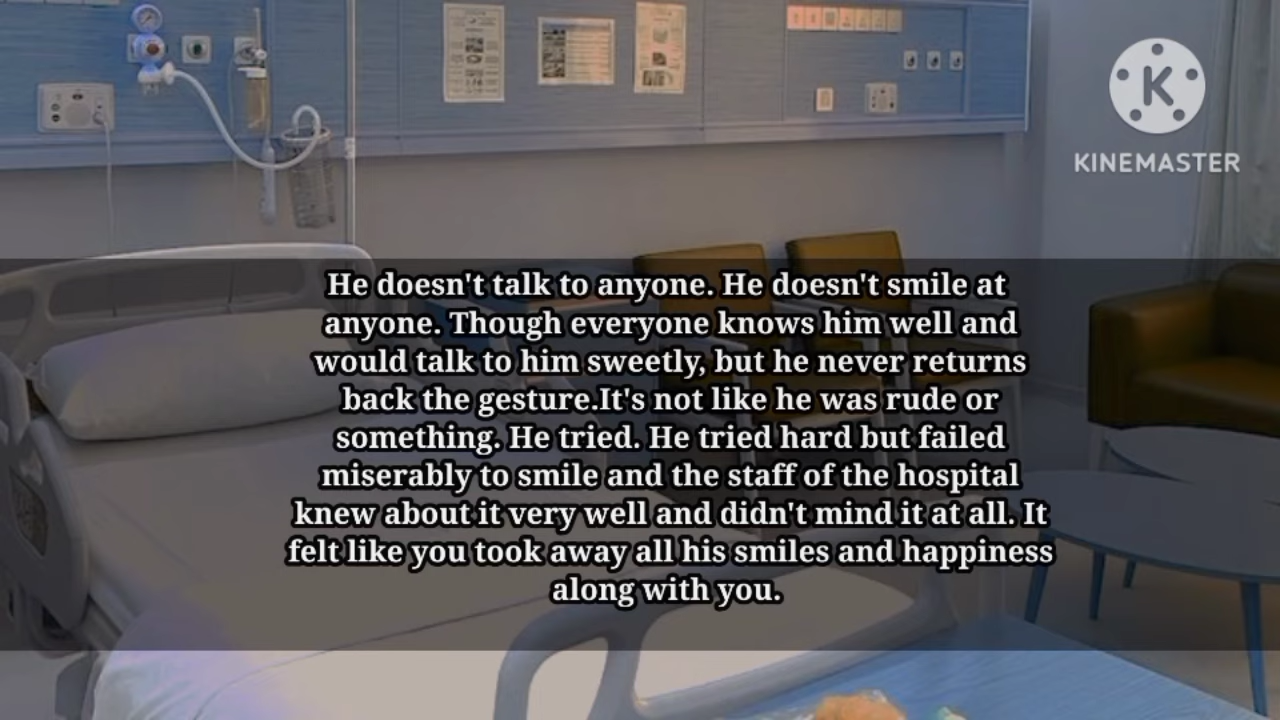 K
KINEMASTER
He doesn't talk to anyone. He doesn't smile at
anyone. Though everyone knows him well and
would talk to him sweetly, but he never returns
back the gesture.It's not like he was rude or
something. He tried. He tried hard but failed
miserably to smile and the staff of the hospital
knew about it very well and didn't mind it at all. It
felt like you took away all his smiles and happiness
along with you.